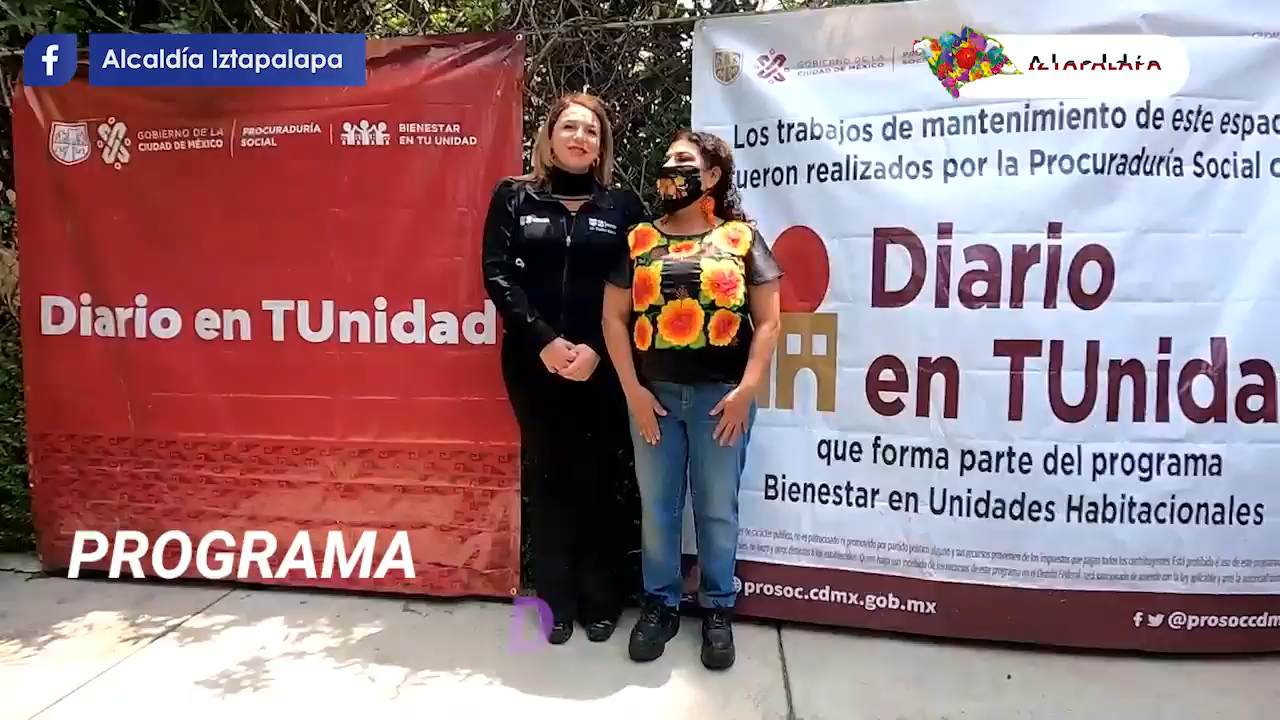 Alcaldía Iztapalapa
GOBIERNO DE LA
CIUDAD DE MÉXICO
PROCURADURÍA
SOCIAL
BIENESTAR
EN TU UNIDAD
Diario en TUnidad
PROGRAMA
D
GOBIERNO DE LA
CIUDAD DE MÉXICO
Los trabajos de mantenimiento de este espac
ueron realizados por la Procuraduría Social c
Diario
en TUnida
que forma parte del programa
Bienestar en Unidades Habitacionales
prosoc.cdmx.gob.mx
@prosoccdm